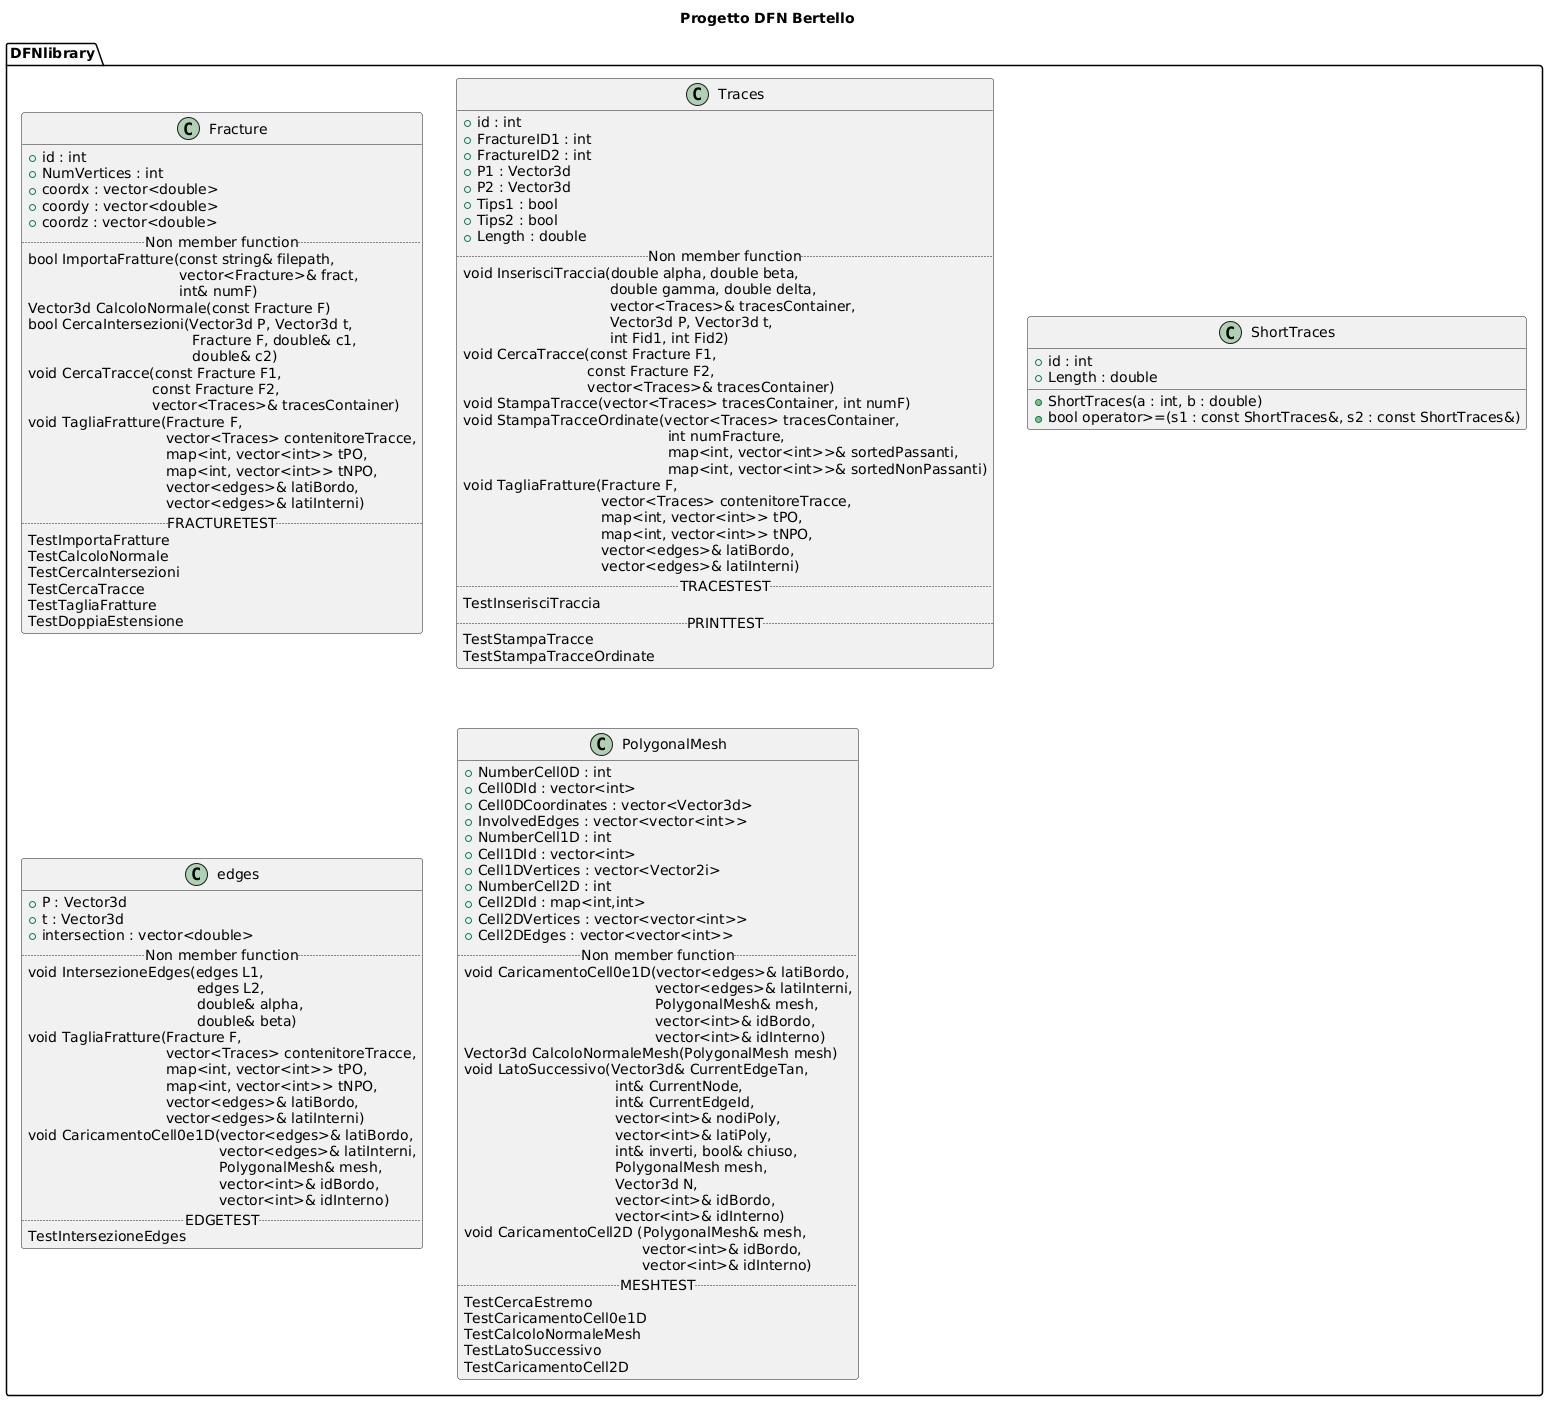 Progetto DFN Bertello
DFNlibrary
C Fracture
id : int
NumVertices : int
coordx : vector<double>
coordy : vector<double>
coordz : vector<double>
Non member function
bool ImportaFratture(const string& filepath,
vector<Fracture>& fract,
int& numF)
Vector3d CalcoloNormale(const Fracture F)
bool CercaIntersezioni(Vector3d P, Vector3d t,
Fracture F, double& c1,
double& c2)
void CercaTracce(const Fracture F1,
const Fracture F2,
vector<Traces>& tracesContainer)
void TagliaFratture(Fracture F,
vector<Traces> contenitoreTracce,
map<int, vector<int>> tPO,
map<int, vector<int>> tNPO,
vector<edges>& latiBordo,
vector<edges>& latiInterni)
FRACTURETEST
TestImportaFratture
TestCalcoloNormale
TestCercaIntersezioni
TestCercaTracce
TestTagliaFratture
TestDoppiaEstensione
C Traces
id : int
FractureID1 : int
FractureID2 : int
P1 : Vector3d
P2 : Vector3d
Tips1 : bool
Tips2 : bool
Length : double
Non member function
void InserisciTraccia(double alpha, double beta,
double gamma, double delta,
vector<Traces>& tracesContainer,
Vector3d P, Vector3d t,
int Fid1, int Fid2)
void CercaTracce(const Fracture F1,
const Fracture F2,
vector<Traces>& tracesContainer)
void StampaTracce(vector<Traces> tracesContainer, int numF)
void StampaTracceOrdinate(vector<Traces> tracesContainer,
int numFracture,
map<int, vector<int>>& sortedPassanti,
map<int, vector<int>>& sortedNonPassanti)
void TagliaFratture(Fracture F,
vector<Traces> contenitoreTracce,
map<int, vector<int>> tPO,
map<int, vector<int>> tNPO,
vector<edges>& latiBordo,
vector<edges>& latiInterni)
TRACESTEST
TestInserisciTraccia
PRINTTEST
TestStampaTracce
TestStampaTracceOrdinate
C ShortTraces
id : int
Length : double
ShortTraces(a : int, b : double)
bool operator>=(s1 : const ShortTraces&, s2 : const ShortTraces&)
C edges
P : Vector3d
t : Vector3d
intersection : vector<double>
Non member function
void IntersezioneEdges(edges L1,
edges L2,
double& alpha,
double& beta)
void TagliaFratture(Fracture F,
vector<Traces> contenitoreTracce,
map<int, vector<int>> tPO,
map<int, vector<int>> tNPO,
vector<edges>& latiBordo,
vector<edges>& latiInterni)
void CaricamentoCell0e1D(vector<edges>& latiBordo,
vector<edges>& latiInterni,
PolygonalMesh& mesh,
vector<int>& idBordo,
vector<int>& idInterno)
EDGETEST
TestIntersezioneEdges
C PolygonalMesh
NumberCell0D : int
Cell0DId : vector<int>
Cell0DCoordinates : vector<Vector3d>
InvolvedEdges : vector<vector<int>>
NumberCell1D : int
Cell1DId : vector<int>
Cell1DVertices : vector<Vector2i>
NumberCell2D : int
Cell2DId : map<int,int>
Cell2DVertices : vector<vector<int>>
Cell2DEdges : vector<vector<int>>
Non member function
void CaricamentoCell0e1D(vector<edges>& latiBordo,
vector<edges>& latiInterni,
PolygonalMesh& mesh,
vector<int>& idBordo,
vector<int>& idInterno)
Vector3d CalcoloNormaleMesh(PolygonalMesh mesh)
void LatoSuccessivo(Vector3d& CurrentEdgeTan,
int& CurrentNode,
int& CurrentEdgeId,
vector<int>& nodiPoly,
vector<int>& latiPoly,
int& inverti, bool& chiuso,
PolygonalMesh mesh,
Vector3d N,
vector<int>& idBordo,
vector<int>& idInterno)
void CaricamentoCell2D (PolygonalMesh& mesh,
vector<int>& idBordo,
vector<int>& idInterno)
MESHTEST
TestCercaEstremo
TestCaricamentoCell0e1D
TestCalcoloNormaleMesh
TestLatoSuccessivo
TestCaricamentoCell2D